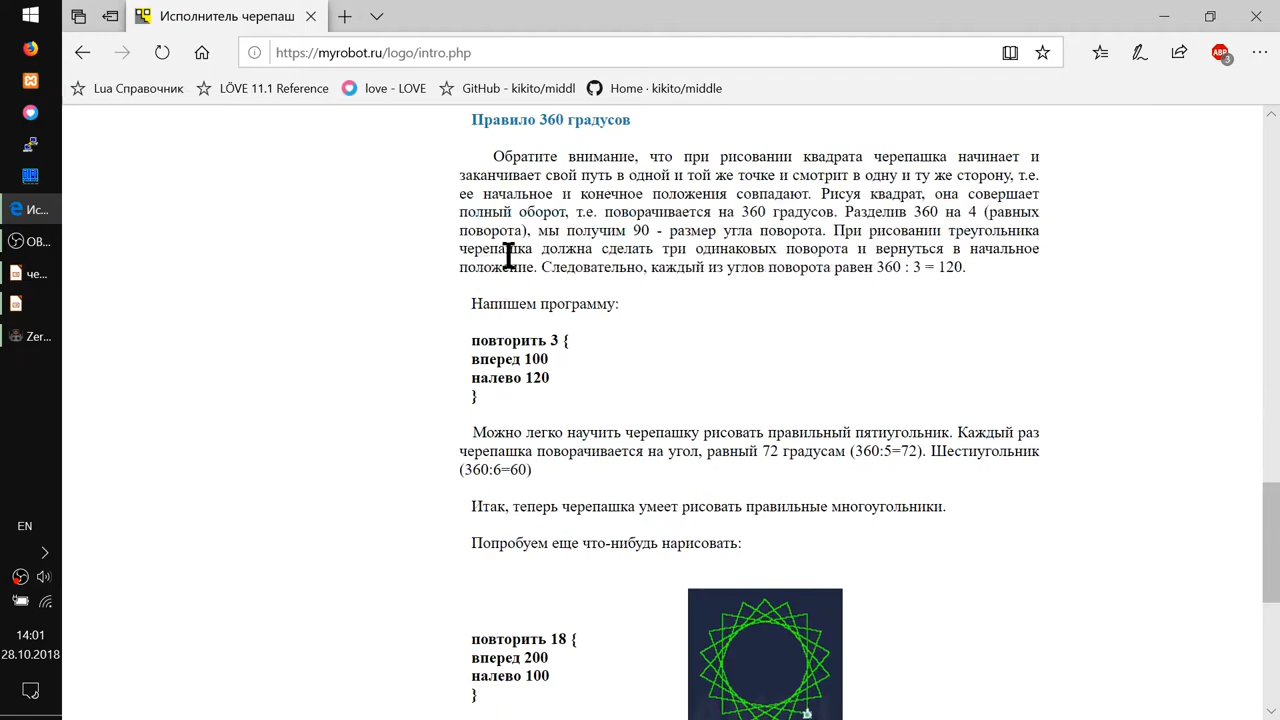 Исполнитель черепаш
https://myrobot.ru/logo/intro.php
ABP
3
Lua Справочник
LÖVE 11.1 Reference
love - LOVE
GitHub - kikito/middl
Home · kikito/middle
Правило 360 градусов
Обратите внимание, что при рисовании квадрата черепашка начинает и
заканчивает свой путь в одной и той же точке и смотрит в одну и ту же сторону, т.е.
ее начальное и конечное положения совпадают. Рисуя квадрат, она совершает
полный оборот, т.е. поворачивается на 360 градусов. Разделив 360 на 4 (равных
поворота), мы получим 90 - размер угла поворота. При рисовании треугольника
черепашка должна сделать три одинаковых поворота и вернуться в начальное
положение. Следовательно, каждый из углов поворота равен 360 : 3 = 120.
Напишем программу:
повторить 3 {
вперед 100
налево 120
}
Можно легко научить черепашку рисовать правильный пятиугольник. Каждый раз
черепашка поворачивается на угол, равный 72 градусам (360:5=72). Шестиугольник
(360:6=60)
Итак, теперь черепашка умеет рисовать правильные многоугольники.
Попробуем еще что-нибудь нарисовать:
повторить 18 {
вперед 200
налево 100
}
Ис...
OB...
че...
Zer...
EN
14:01
28.10.2018